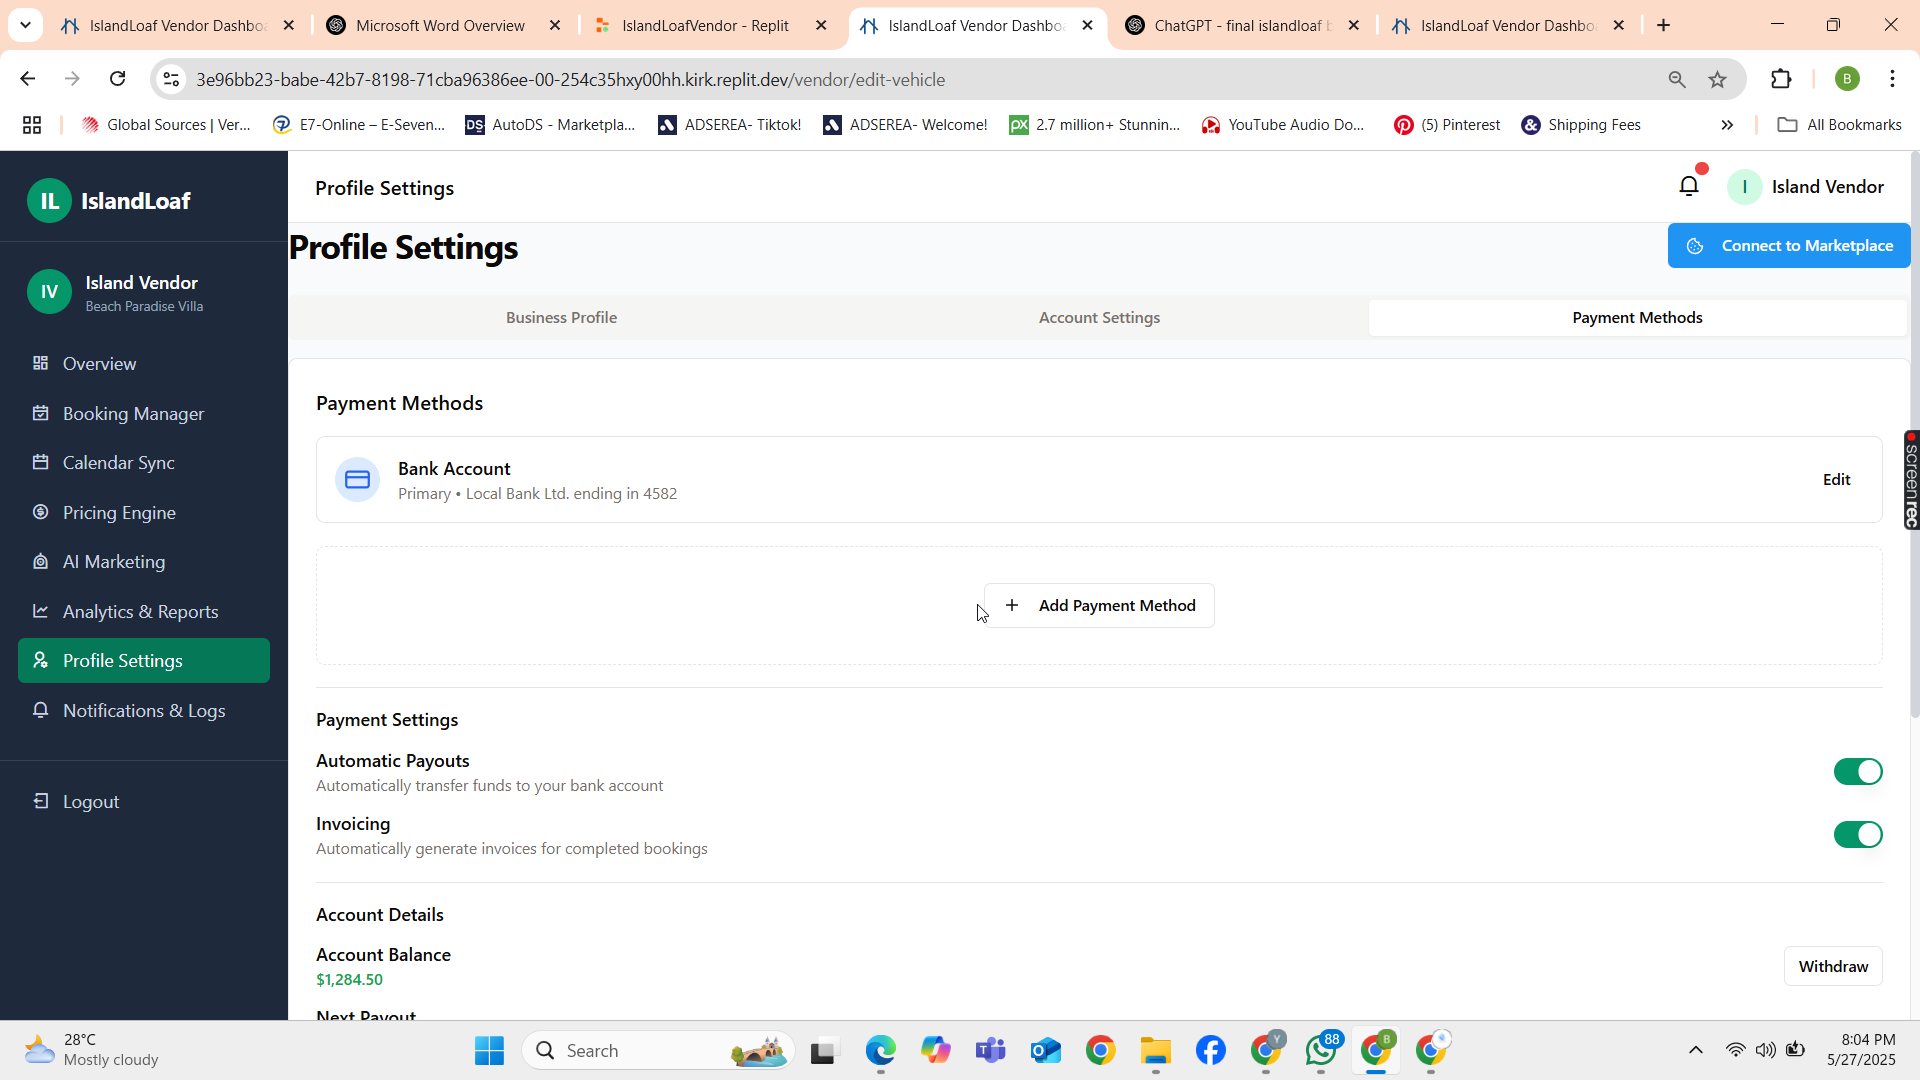 IslandLoaf Vendor Dashboa
Microsoft Word Overview
IslandLoafVendor - Replit
IslandLoaf Vendor Dashboa
ChatGPT - final islandloaf b
IslandLoaf Vendor Dashbo
3e96bb23-babe-42b7-8198-71cba96386ee-00-254c35hxy00hh.kirk.replit.dev/vendor/edit-vehicle
B
Global Sources | Ver...
E7-Online – E-Seven...
DS
AutoDS - Marketpla...
ADSEREA- Tiktok!
ADSEREA- Welcome!
px
2.7 million+ Stunnin...
YouTube Audio Do...
(5) Pinterest
&
Shipping Fees
All Bookmarks
IL
IslandLoaf
IV
Island Vendor
Beach Paradise Villa
Overview
Booking Manager
Calendar Sync
Pricing Engine
AI Marketing
Analytics & Reports
Profile Settings
Notifications & Logs
Logout
Profile Settings
I
Island Vendor
Profile Settings
Connect to Marketplace
Business Profile
Account Settings
Payment Methods
Payment Methods
Bank Account
Primary • Local Bank Ltd. ending in 4582
Edit
+ Add Payment Method
Payment Settings
Automatic Payouts
Automatically transfer funds to your bank account
Invoicing
Automatically generate invoices for completed bookings
Account Details
Account Balance
$1,284.50
Withdraw
Next Payout
screenrec
28°C
Mostly cloudy
Search
Y
88
B
8:04 PM
5/27/2025